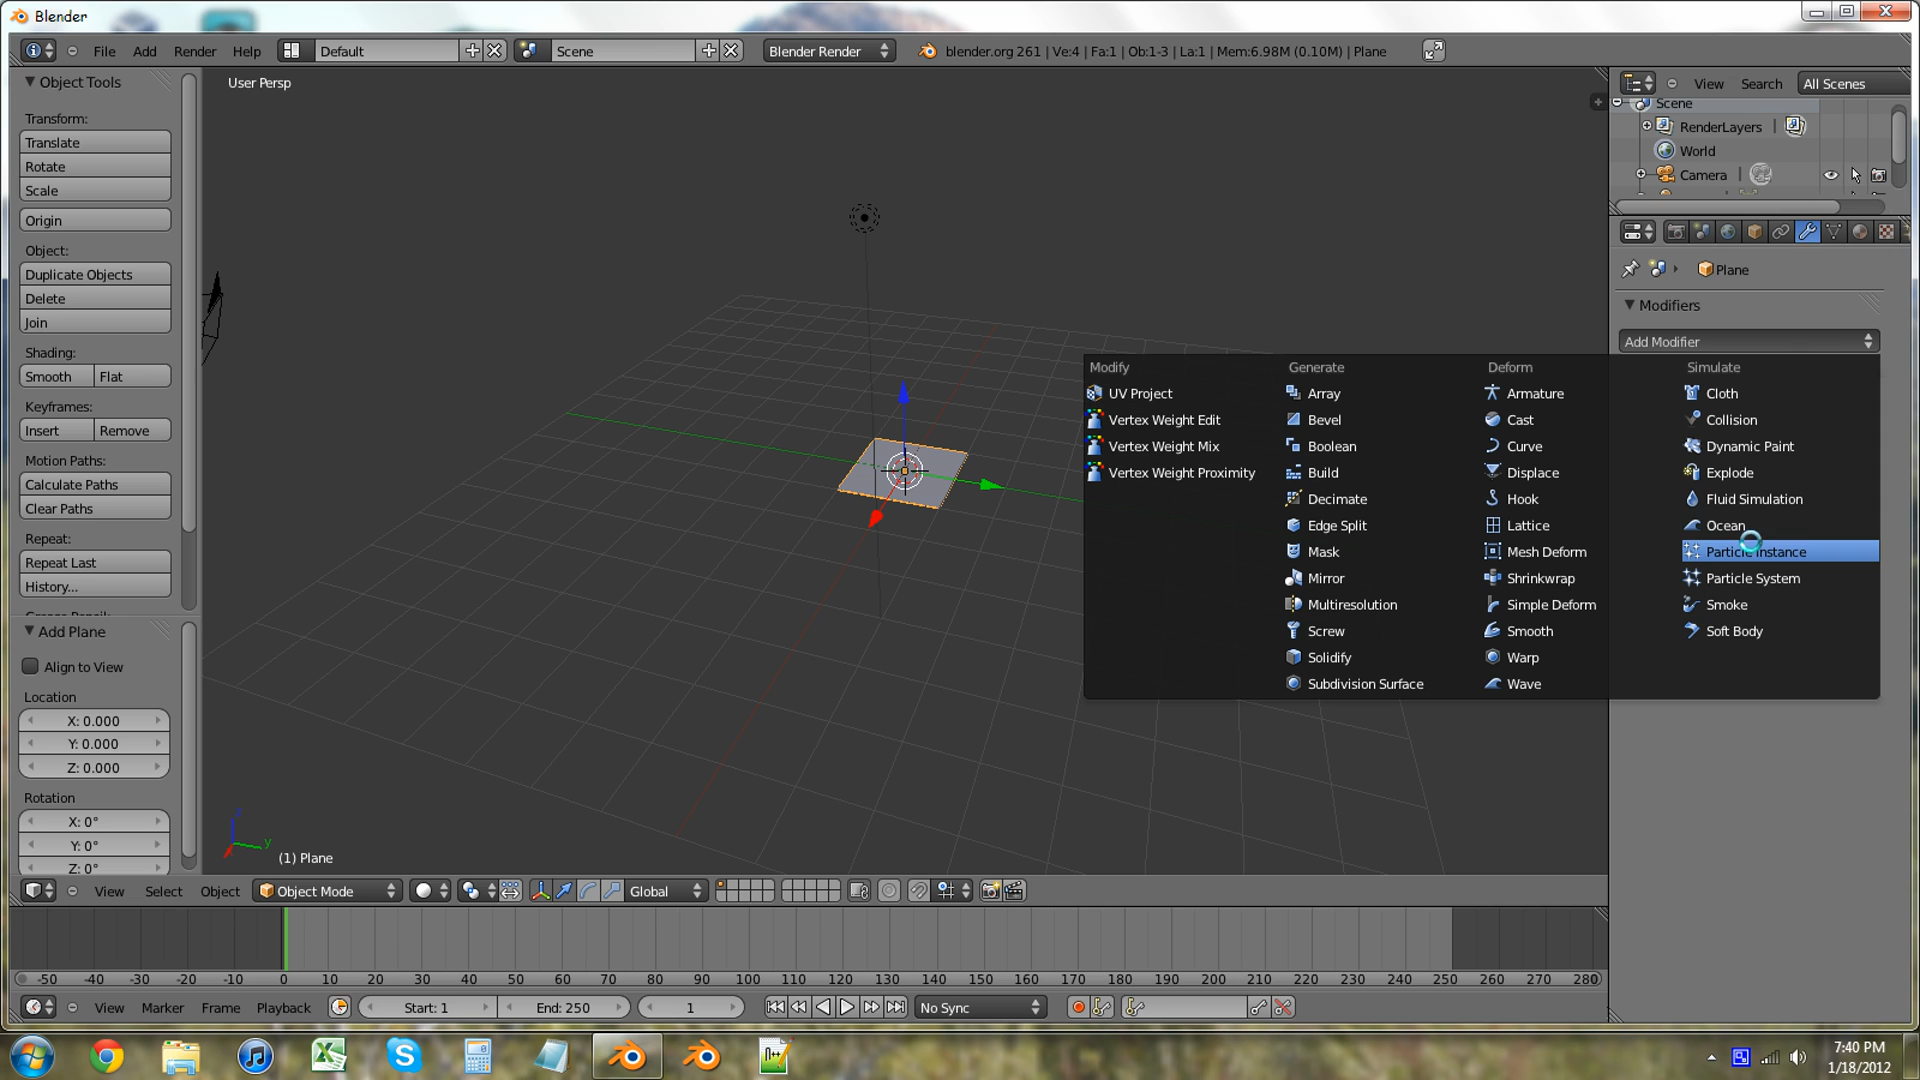 Blender
File Add Render Help Default Scene Blender Render blender.org 261 | Ve:4 | Fa:1 | Ob:1-3 | La:1 | Mem:6.98M (0.10M) | Plane
Object Tools
Transform:
Translate
Rotate
Scale
Origin
Object:
Duplicate Objects
Delete
Join
Shading:
Smooth Flat
Keyframes:
Insert Remove
Motion Paths:
Calculate Paths
Clear Paths
Repeat:
Repeat Last
History...
Add Plane
Align to View
Location
X: 0.000
Y: 0.000
Z: 0.000
Rotation
X: 0°
Y: 0°
Z: 0°
User Persp
y
(1) Plane
View Search All Scenes
Scene
RenderLayers
World
Camera
Plane
Modifiers
Add Modifier
Modify
UV Project
Vertex Weight Edit
Vertex Weight Mix
Vertex Weight Proximity
Generate
Array
Bevel
Boolean
Build
Decimate
Edge Split
Mask
Mirror
Multiresolution
Screw
Solidify
Subdivision Surface
Deform
Armature
Cast
Curve
Displace
Hook
Lattice
Mesh Deform
Shrinkwrap
Simple Deform
Smooth
Warp
Wave
Simulate
Cloth
Collision
Dynamic Paint
Explode
Fluid Simulation
Ocean
Particle Instance
Particle System
Smoke
Soft Body
View Select Object Object Mode Global
-50 -40 -30 -20 -10 0 10 20 30 40 50 60 70 80 90 100 110 120 130 140 150 160 170 180 190 200 210 220 230 240 250 260 270 280
View Marker Frame Playback Start: 1 End: 250 1 No Sync
7:40 PM
1/18/2012